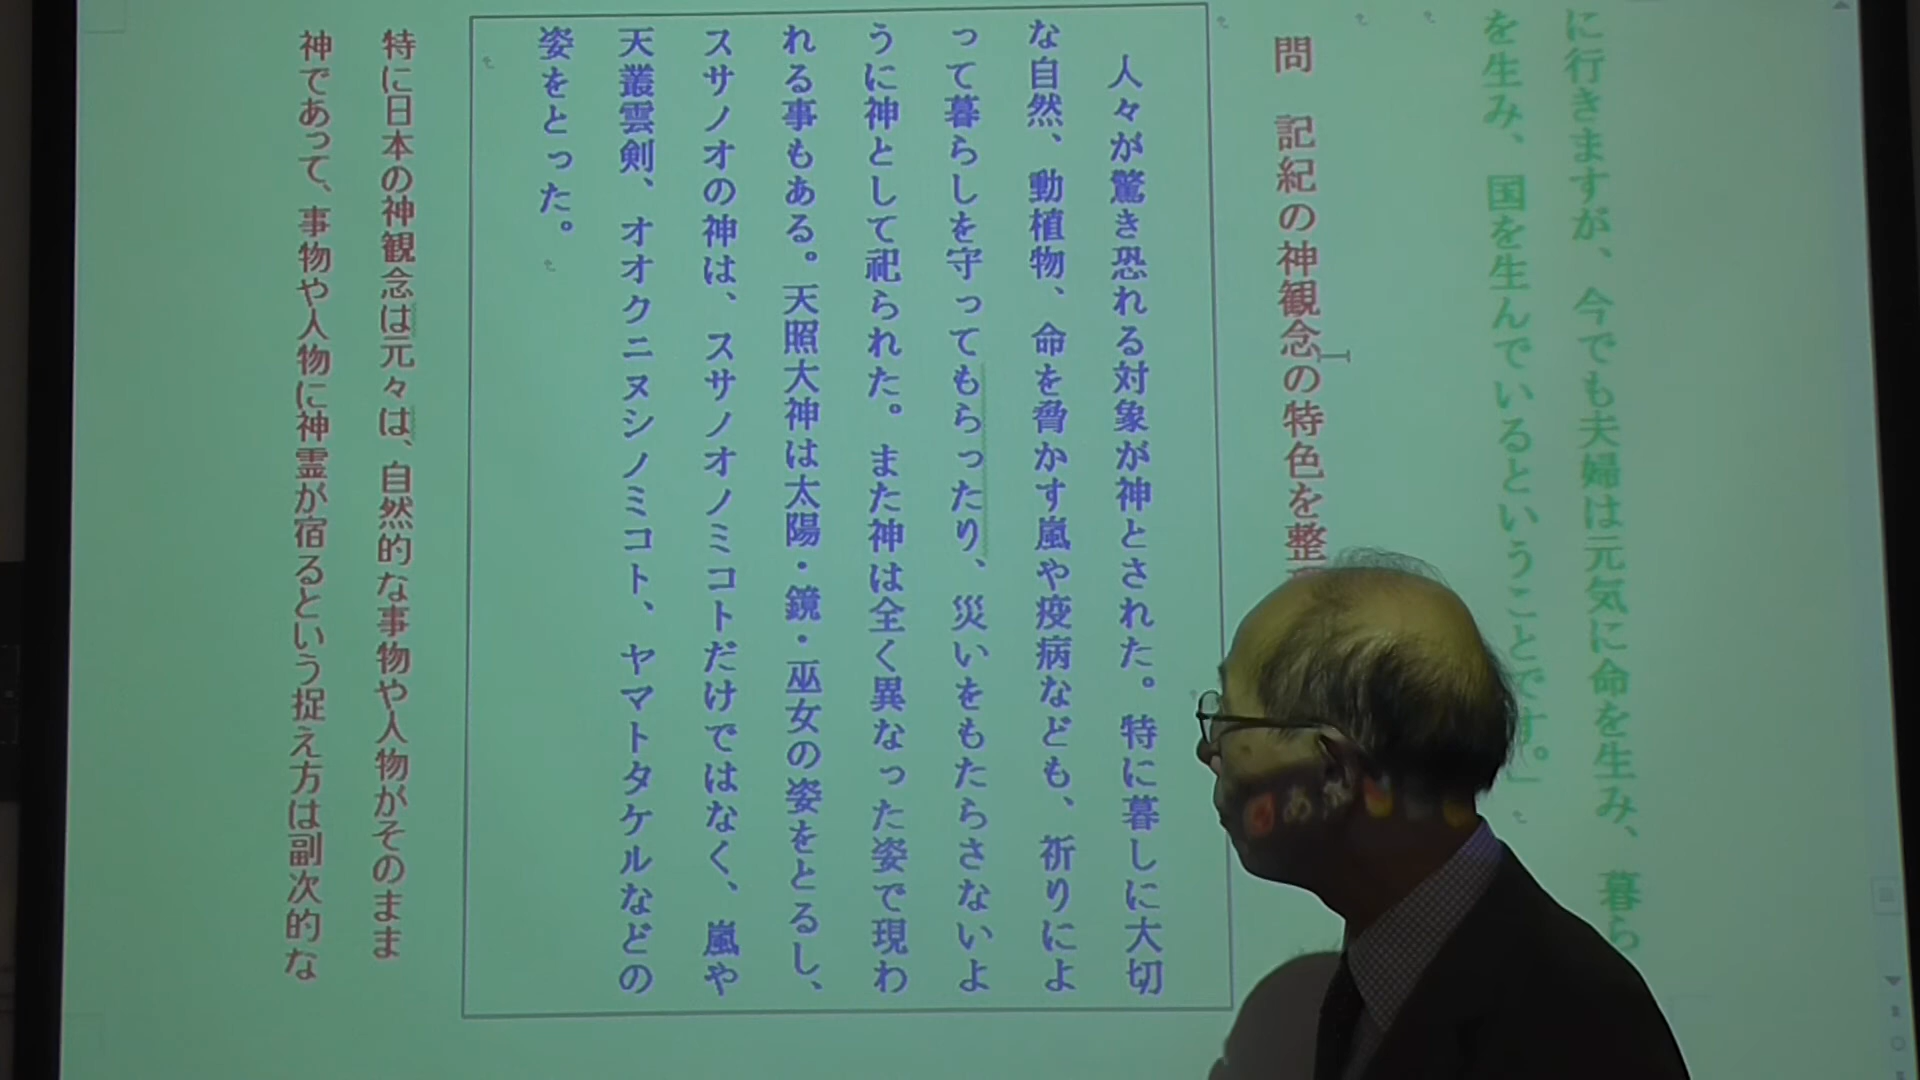 に行きますが、今でも夫婦は元気に命を生み、暮ら
を生み、国を生んでいるということです。」
問　記紀の神観念の特色を整
人々が驚き恐れる対象が神とされた。特に暮しに大切
な自然、動植物、命を脅かす嵐や疫病なども、祈りによ
って暮らしを守ってもらったり、災いをもたらさないよ
うに神として祀られた。また神は全く異なった姿で現わ
れる事もある。天照大神は太陽・鏡・巫女の姿をとるし、
スサノオの神は、スサノオノミコトだけではなく、嵐や
天叢雲剣、オオクニヌシノミコト、ヤマトタケルなどの
姿をとった。
特に日本の神観念は元々は、自然的な事物や人物がそのまま
神であって、事物や人物に神霊が宿るという捉え方は副次的な